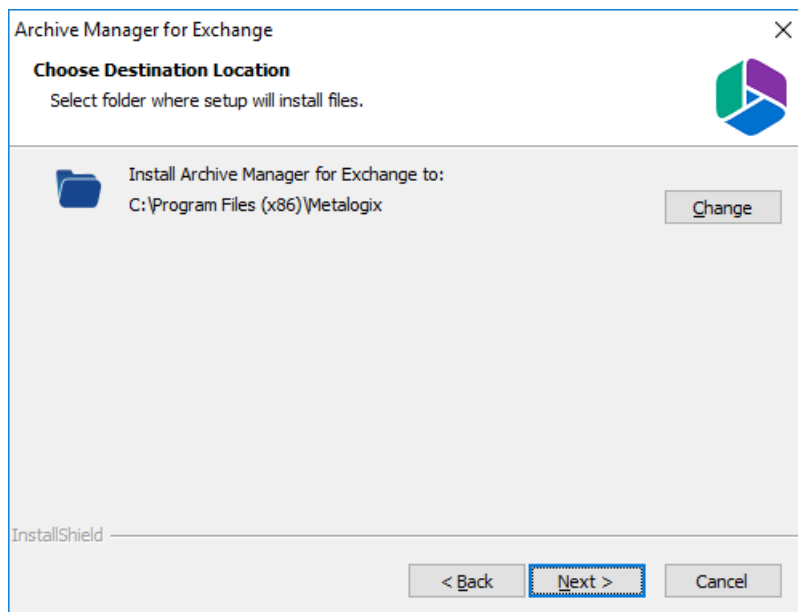 Archive Manager for Exchange
Choose Destination Location
Select folder where setup will install files.
Install Archive Manager for Exchange to:
C:\Program Files (x86)\Metalogix
Change
InstallShield
< Back
Next >
Cancel